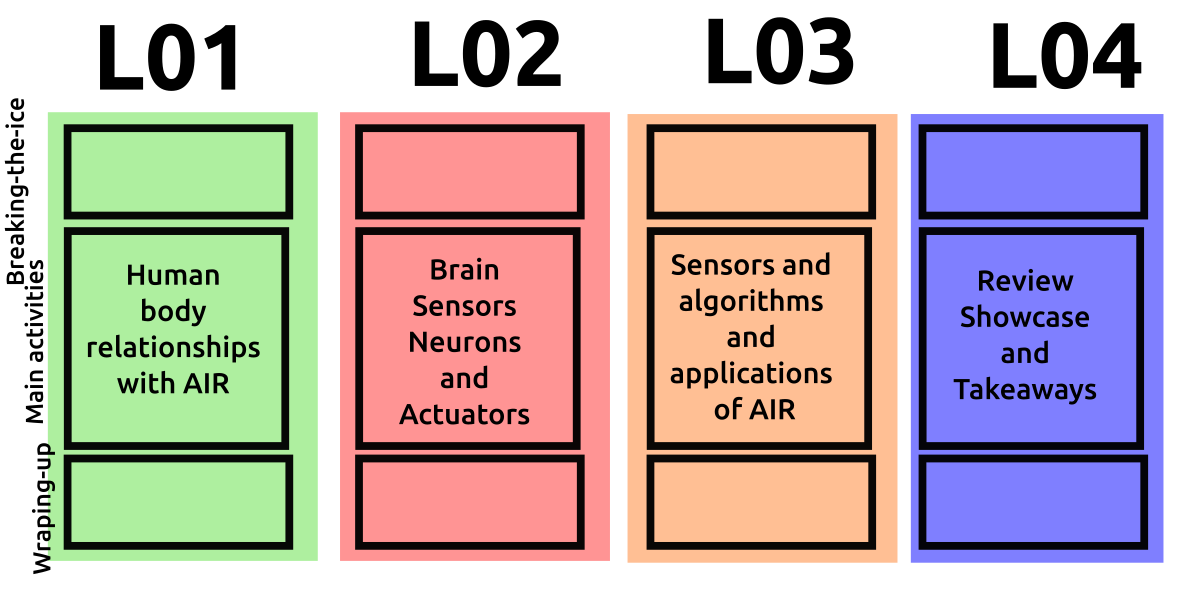 L01
L02
L03
L04
Breaking-the-ice
Main activities
Wraping-up
Human
body
relationships
with AIR
Brain
Sensors
Neurons
and
Actuators
Sensors and
algorithms
and
applications
of AIR
Review
Showcase
and
Takeaways